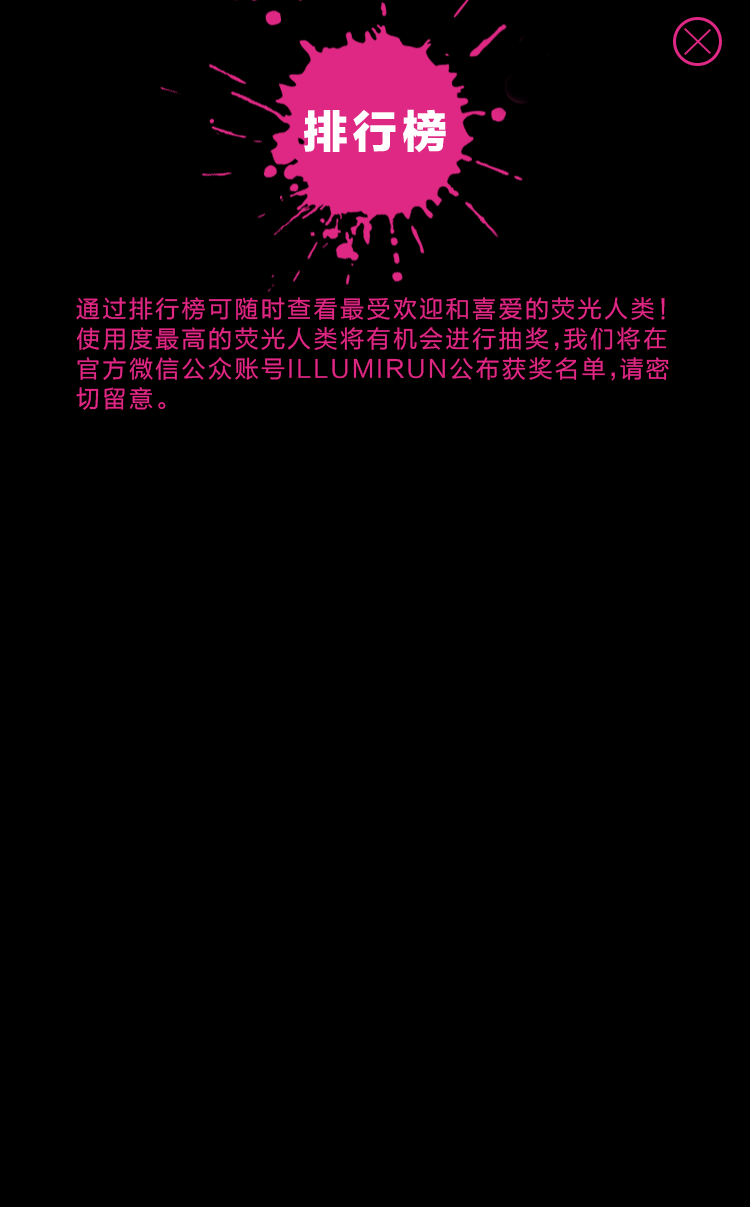 排行榜
通过排行榜可随时查看最受欢迎和喜爱的荧光人类!
使用度最高的荧光人类将有机会进行抽奖,我们将在
官方微信公众账号ILLUMIRUN公布获奖名单,请密
切留意。